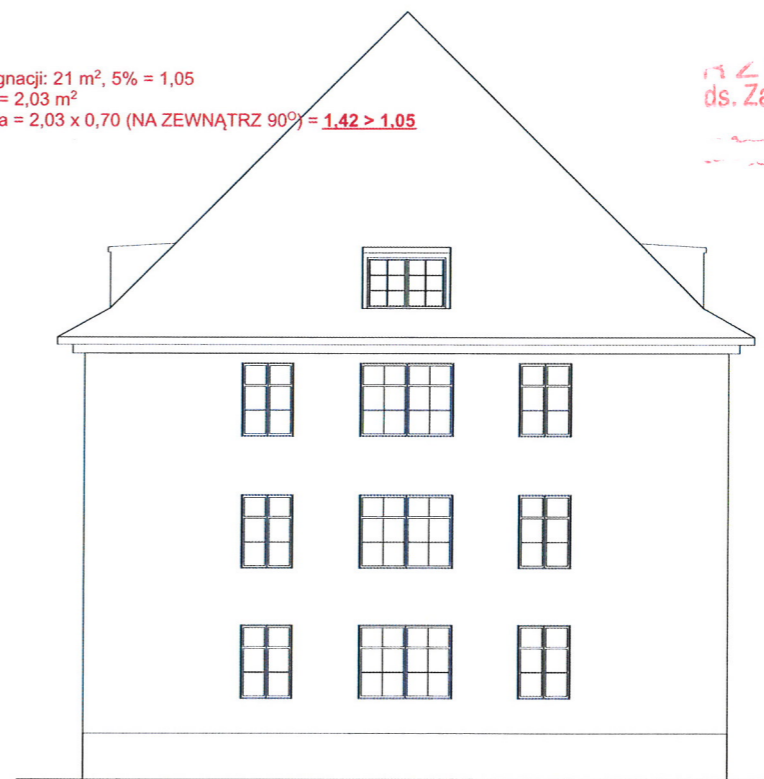 gnacji: 21 m², 5% = 1,05
= 2,03 m²
a = 2,03 x 0,70 (NA ZEWNĄTRZ 90⁰) = 1,42 > 1,05
ds. Za